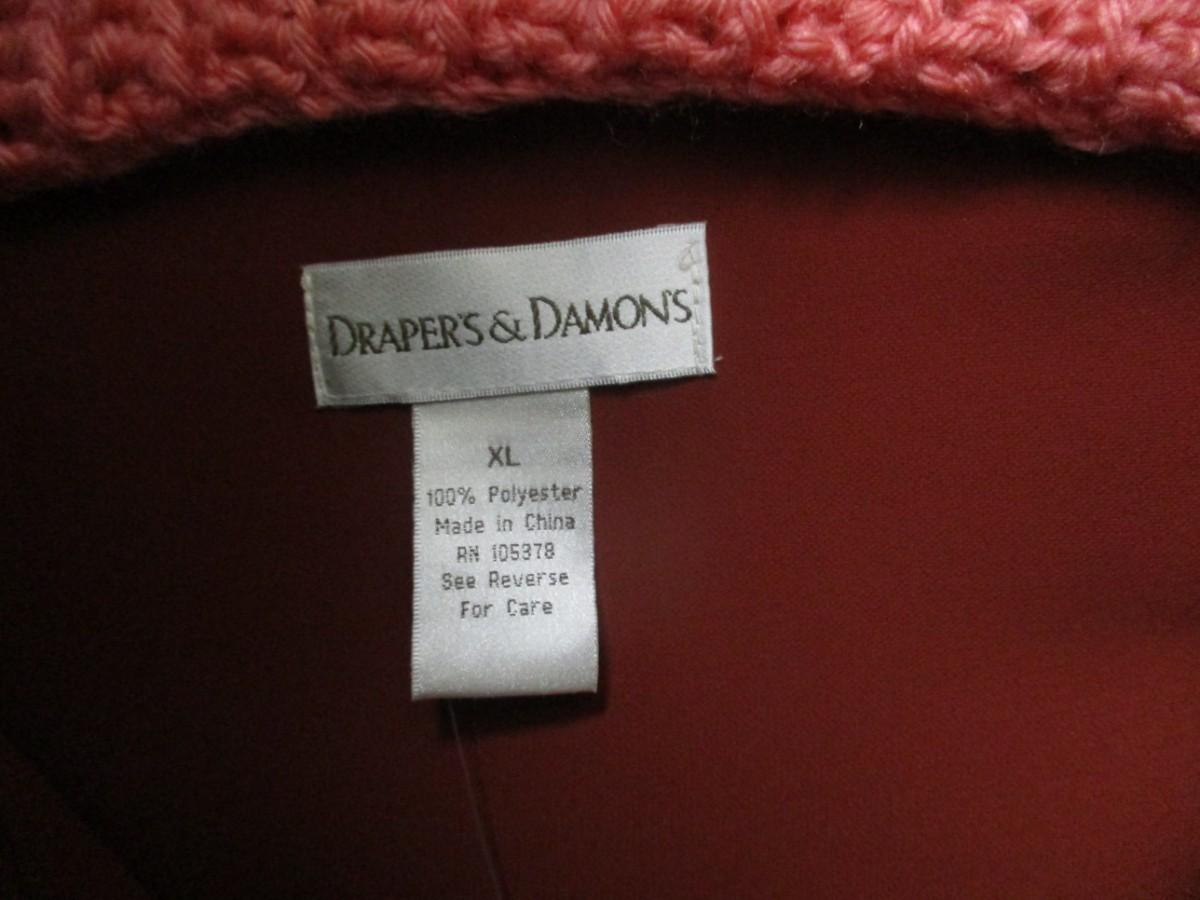 DRAPER'S & DAMON'S
XL
100% Polyester
Made in China
RN 105378
See Reverse
For Care